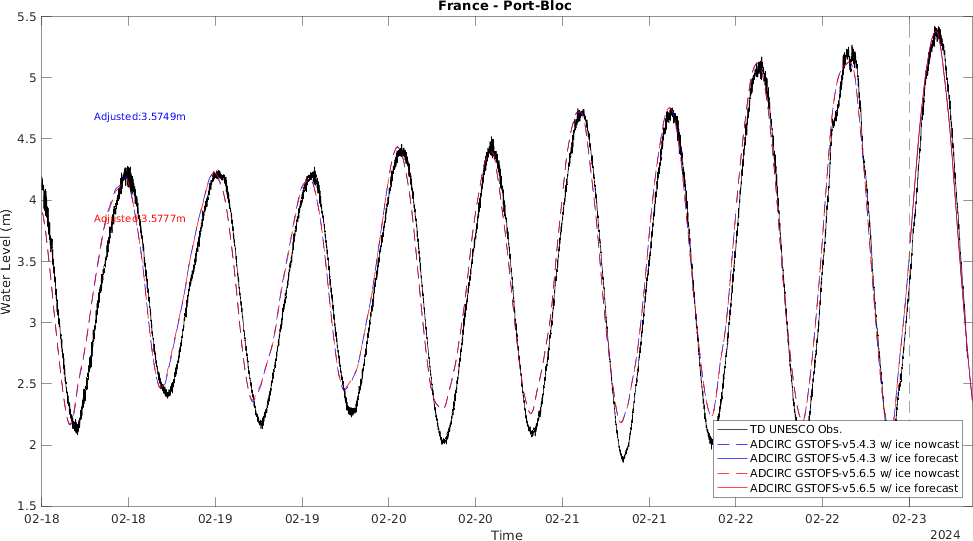 France - Port-Bloc
5.5
5
4.5
4
3.5
3
2.5
2
1.5
Water Level (m)
Adjusted:3.5749m
Adjusted:3.5777m
TD UNESCO Obs.
ADCIRC GSTOFS-v5.4.3 w/ ice nowcast
ADCIRC GSTOFS-v5.4.3 w/ ice forecast
ADCIRC GSTOFS-v5.6.5 w/ ice nowcast
ADCIRC GSTOFS-v5.6.5 w/ ice forecast
02-18 02-18 02-19 02-19 02-20 02-20 02-21 02-21 02-22 02-22 02-23
Time
2024